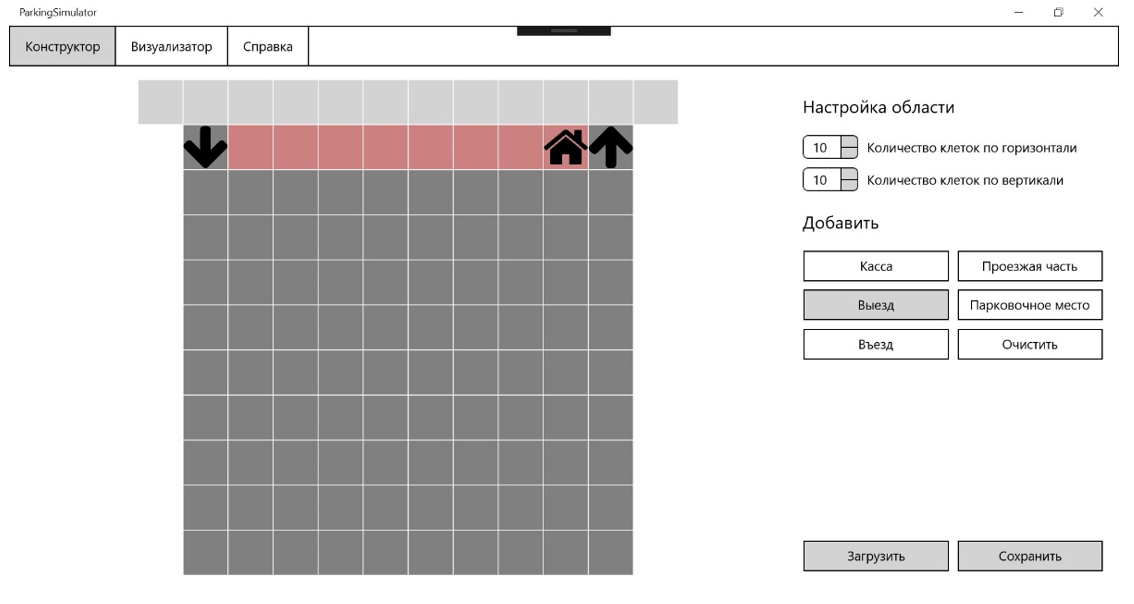 ParkingSimulator
Конструктор Визуализатор Справка
Настройка области
10 Количество клеток по горизонтали
10 Количество клеток по вертикали
Добавить
Касса Проезжая часть
Выезд Парковочное место
Въезд Очистить
Загрузить Сохранить